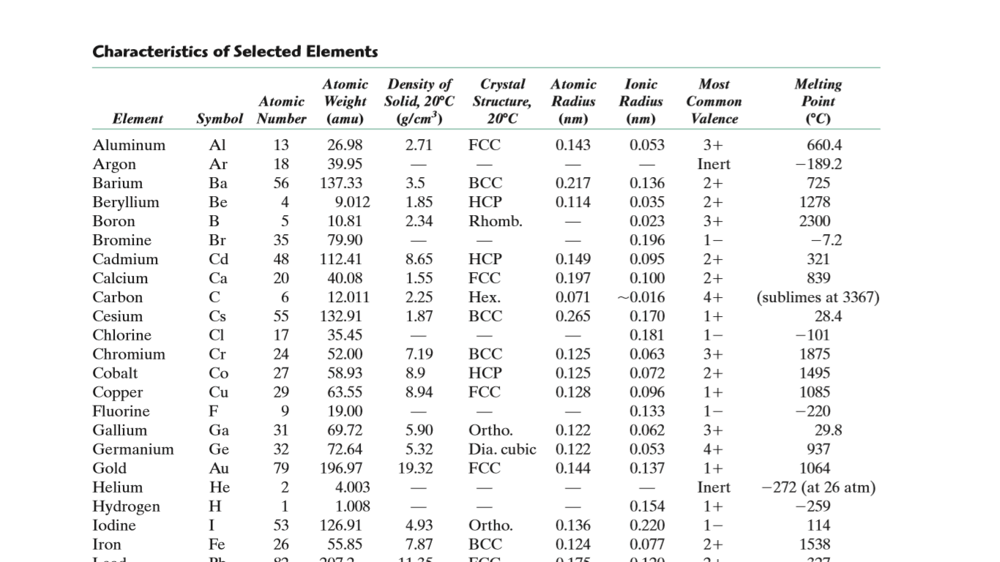 Characteristics of Selected Elements
Atomic Density of Crystal Atomic Ionic Most Melting
Atomic Weight Solid, 20°C Structure, Radius Radius Common Point
Element Symbol Number (amu) (g/cm³) 20°C (nm) (nm) Valence (°C)
Aluminum Al 13 26.98 2.71 FCC 0.143 0.053 3+ 660.4
Argon Ar 18 39.95 — — — — Inert −189.2
Barium Ba 56 137.33 3.5 BCC 0.217 0.136 2+ 725
Beryllium Be 4 9.012 1.85 HCP 0.114 0.035 2+ 1278
Boron B 5 10.81 2.34 Rhomb. — 0.023 3+ 2300
Bromine Br 35 79.90 — — — 0.196 1− −7.2
Cadmium Cd 48 112.41 8.65 HCP 0.149 0.095 2+ 321
Calcium Ca 20 40.08 1.55 FCC 0.197 0.100 2+ 839
Carbon C 6 12.011 2.25 Hex. 0.071 ~0.016 4+ (sublimes at 3367)
Cesium Cs 55 132.91 1.87 BCC 0.265 0.170 1+ 28.4
Chlorine Cl 17 35.45 — — — 0.181 1− −101
Chromium Cr 24 52.00 7.19 BCC 0.125 0.063 3+ 1875
Cobalt Co 27 58.93 8.9 HCP 0.125 0.072 2+ 1495
Copper Cu 29 63.55 8.94 FCC 0.128 0.096 1+ 1085
Fluorine F 9 19.00 — — — 0.133 1− −220
Gallium Ga 31 69.72 5.90 Ortho. 0.122 0.062 3+ 29.8
Germanium Ge 32 72.64 5.32 Dia. cubic 0.122 0.053 4+ 937
Gold Au 79 196.97 19.32 FCC 0.144 0.137 1+ 1064
Helium He 2 4.003 — — — — Inert −272 (at 26 atm)
Hydrogen H 1 1.008 — — — 0.154 1+ −259
Iodine I 53 126.91 4.93 Ortho. 0.136 0.220 1− 114
Iron Fe 26 55.85 7.87 BCC 0.124 0.077 2+ 1538